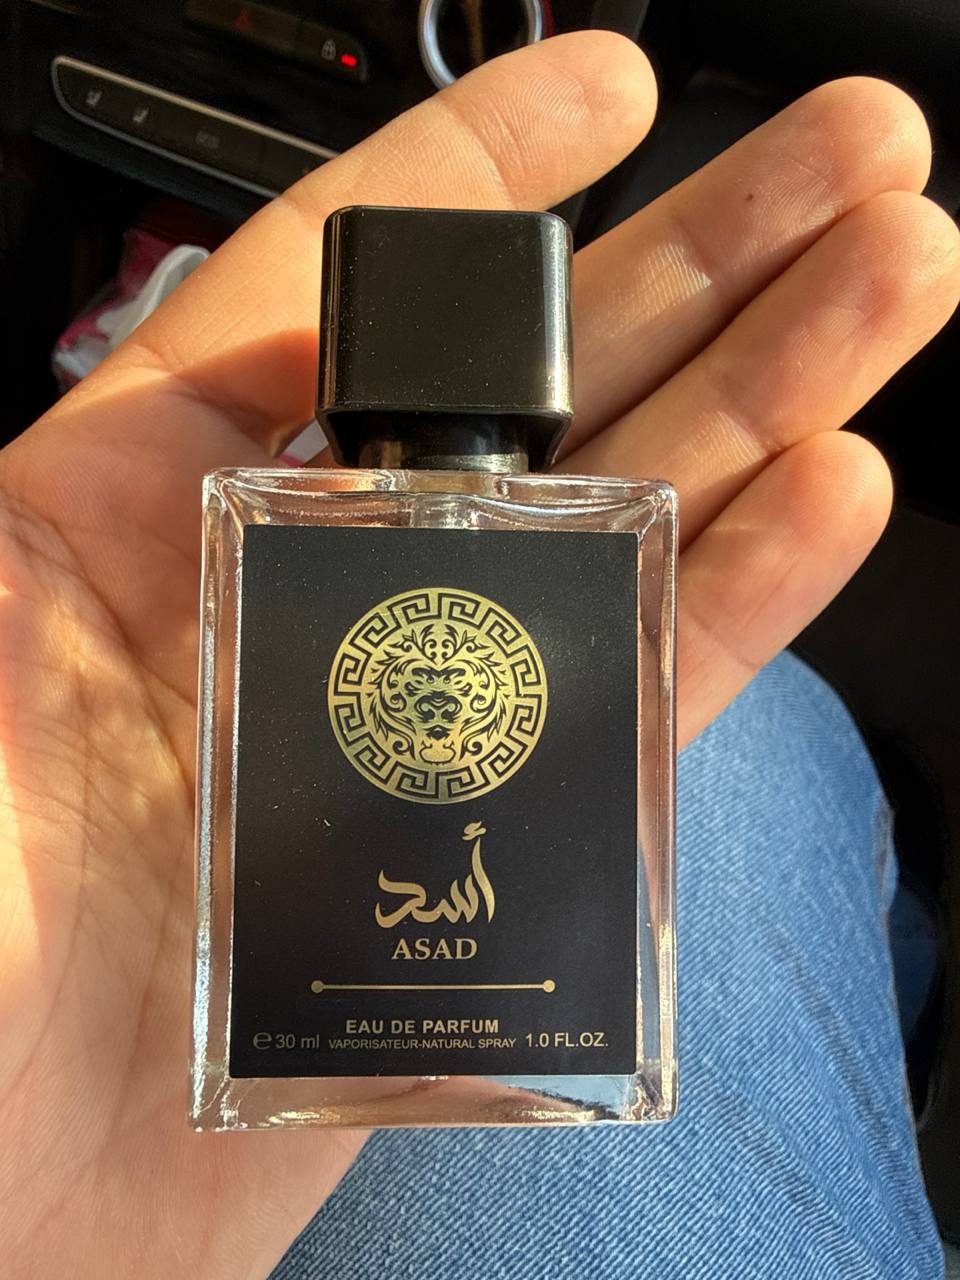 أسد
ASAD
EAU DE PARFUM
℮ 30 ml VAPORISATEUR-NATURAL SPRAY 1.0 FL.OZ.